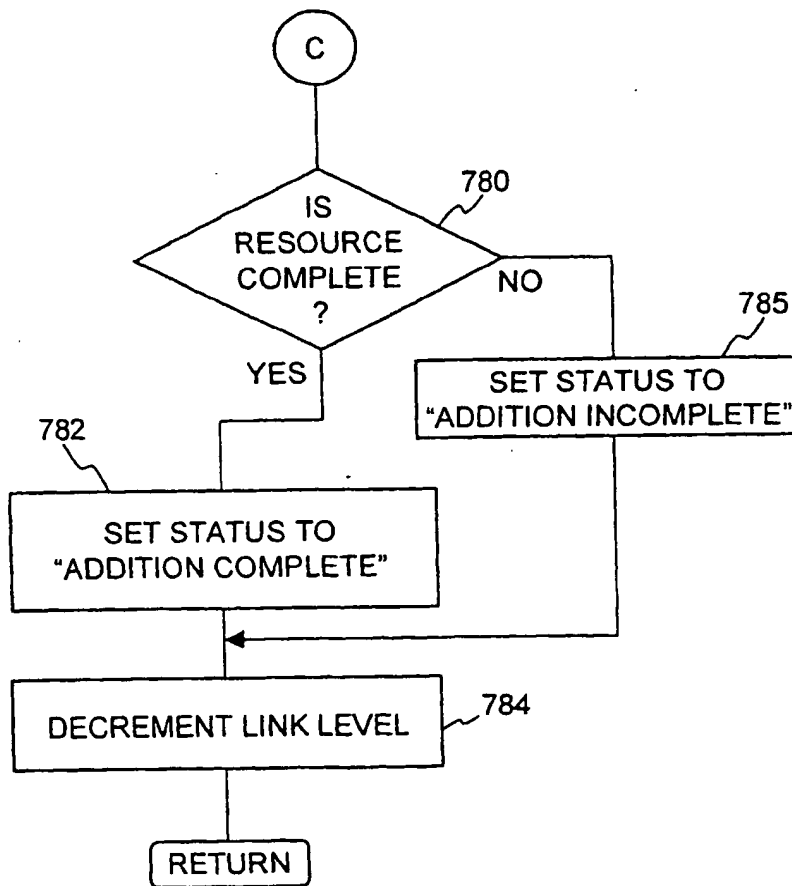 C
780
IS
RESOURCE
COMPLETE
?
NO
YES
785
SET STATUS TO
“ADDITION INCOMPLETE”
782
SET STATUS TO
“ADDITION COMPLETE”
DECREMENT LINK LEVEL
784
RETURN